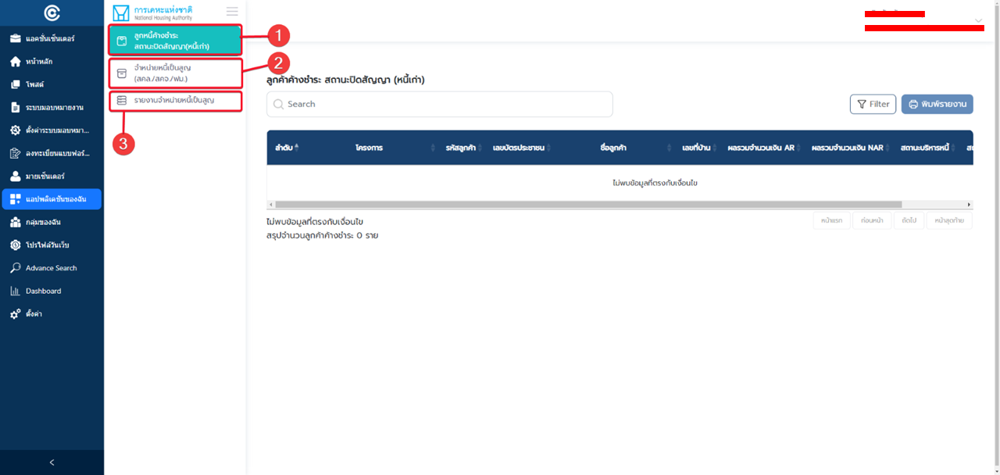 แอคชั่นเซ็นเตอร์
หน้าหลัก
โพสต์
ระบบมอบหมายงาน
ตั้งค่าระบบมอบหมา...
ลงทะเบียนแบบฟอร์...
มายเซ็นเตอร์
แอปพลิเคชันของฉัน
กลุ่มของฉัน
โปรไฟล์วันเว็บ
Advance Search
Dashboard
ตั้งค่า
การเคหะแห่งชาติ
National Housing Authority
ลูกหนี้ค้างชำระ
สถานะปิดสัญญา(หนี้เก่า)
1
จำหน่ายหนี้เป็นสูญ
(สคล./สคจ./ฟม.)
2
รายงานจำหน่ายหนี้เป็นสูญ
3
ลูกค้าค้างชำระ สถานะปิดสัญญา (หนี้เก่า)
Search
Filter
พิมพ์รายงาน
ลำดับ โครงการ รหัสลูกค้า เลขบัตรประชาชน ชื่อลูกค้า เลขที่บ้าน ผลรวมจำนวนเงิน AR ผลรวมจำนวนเงิน NAR สถานะบริหารหนี้
ไม่พบข้อมูลที่ตรงกับเงื่อนไข
ไม่พบข้อมูลที่ตรงกับเงื่อนไข
สรุปจำนวนลูกค้าค้างชำระ 0 ราย
หน้าแรก ก่อนหน้า ถัดไป หน้าสุดท้าย